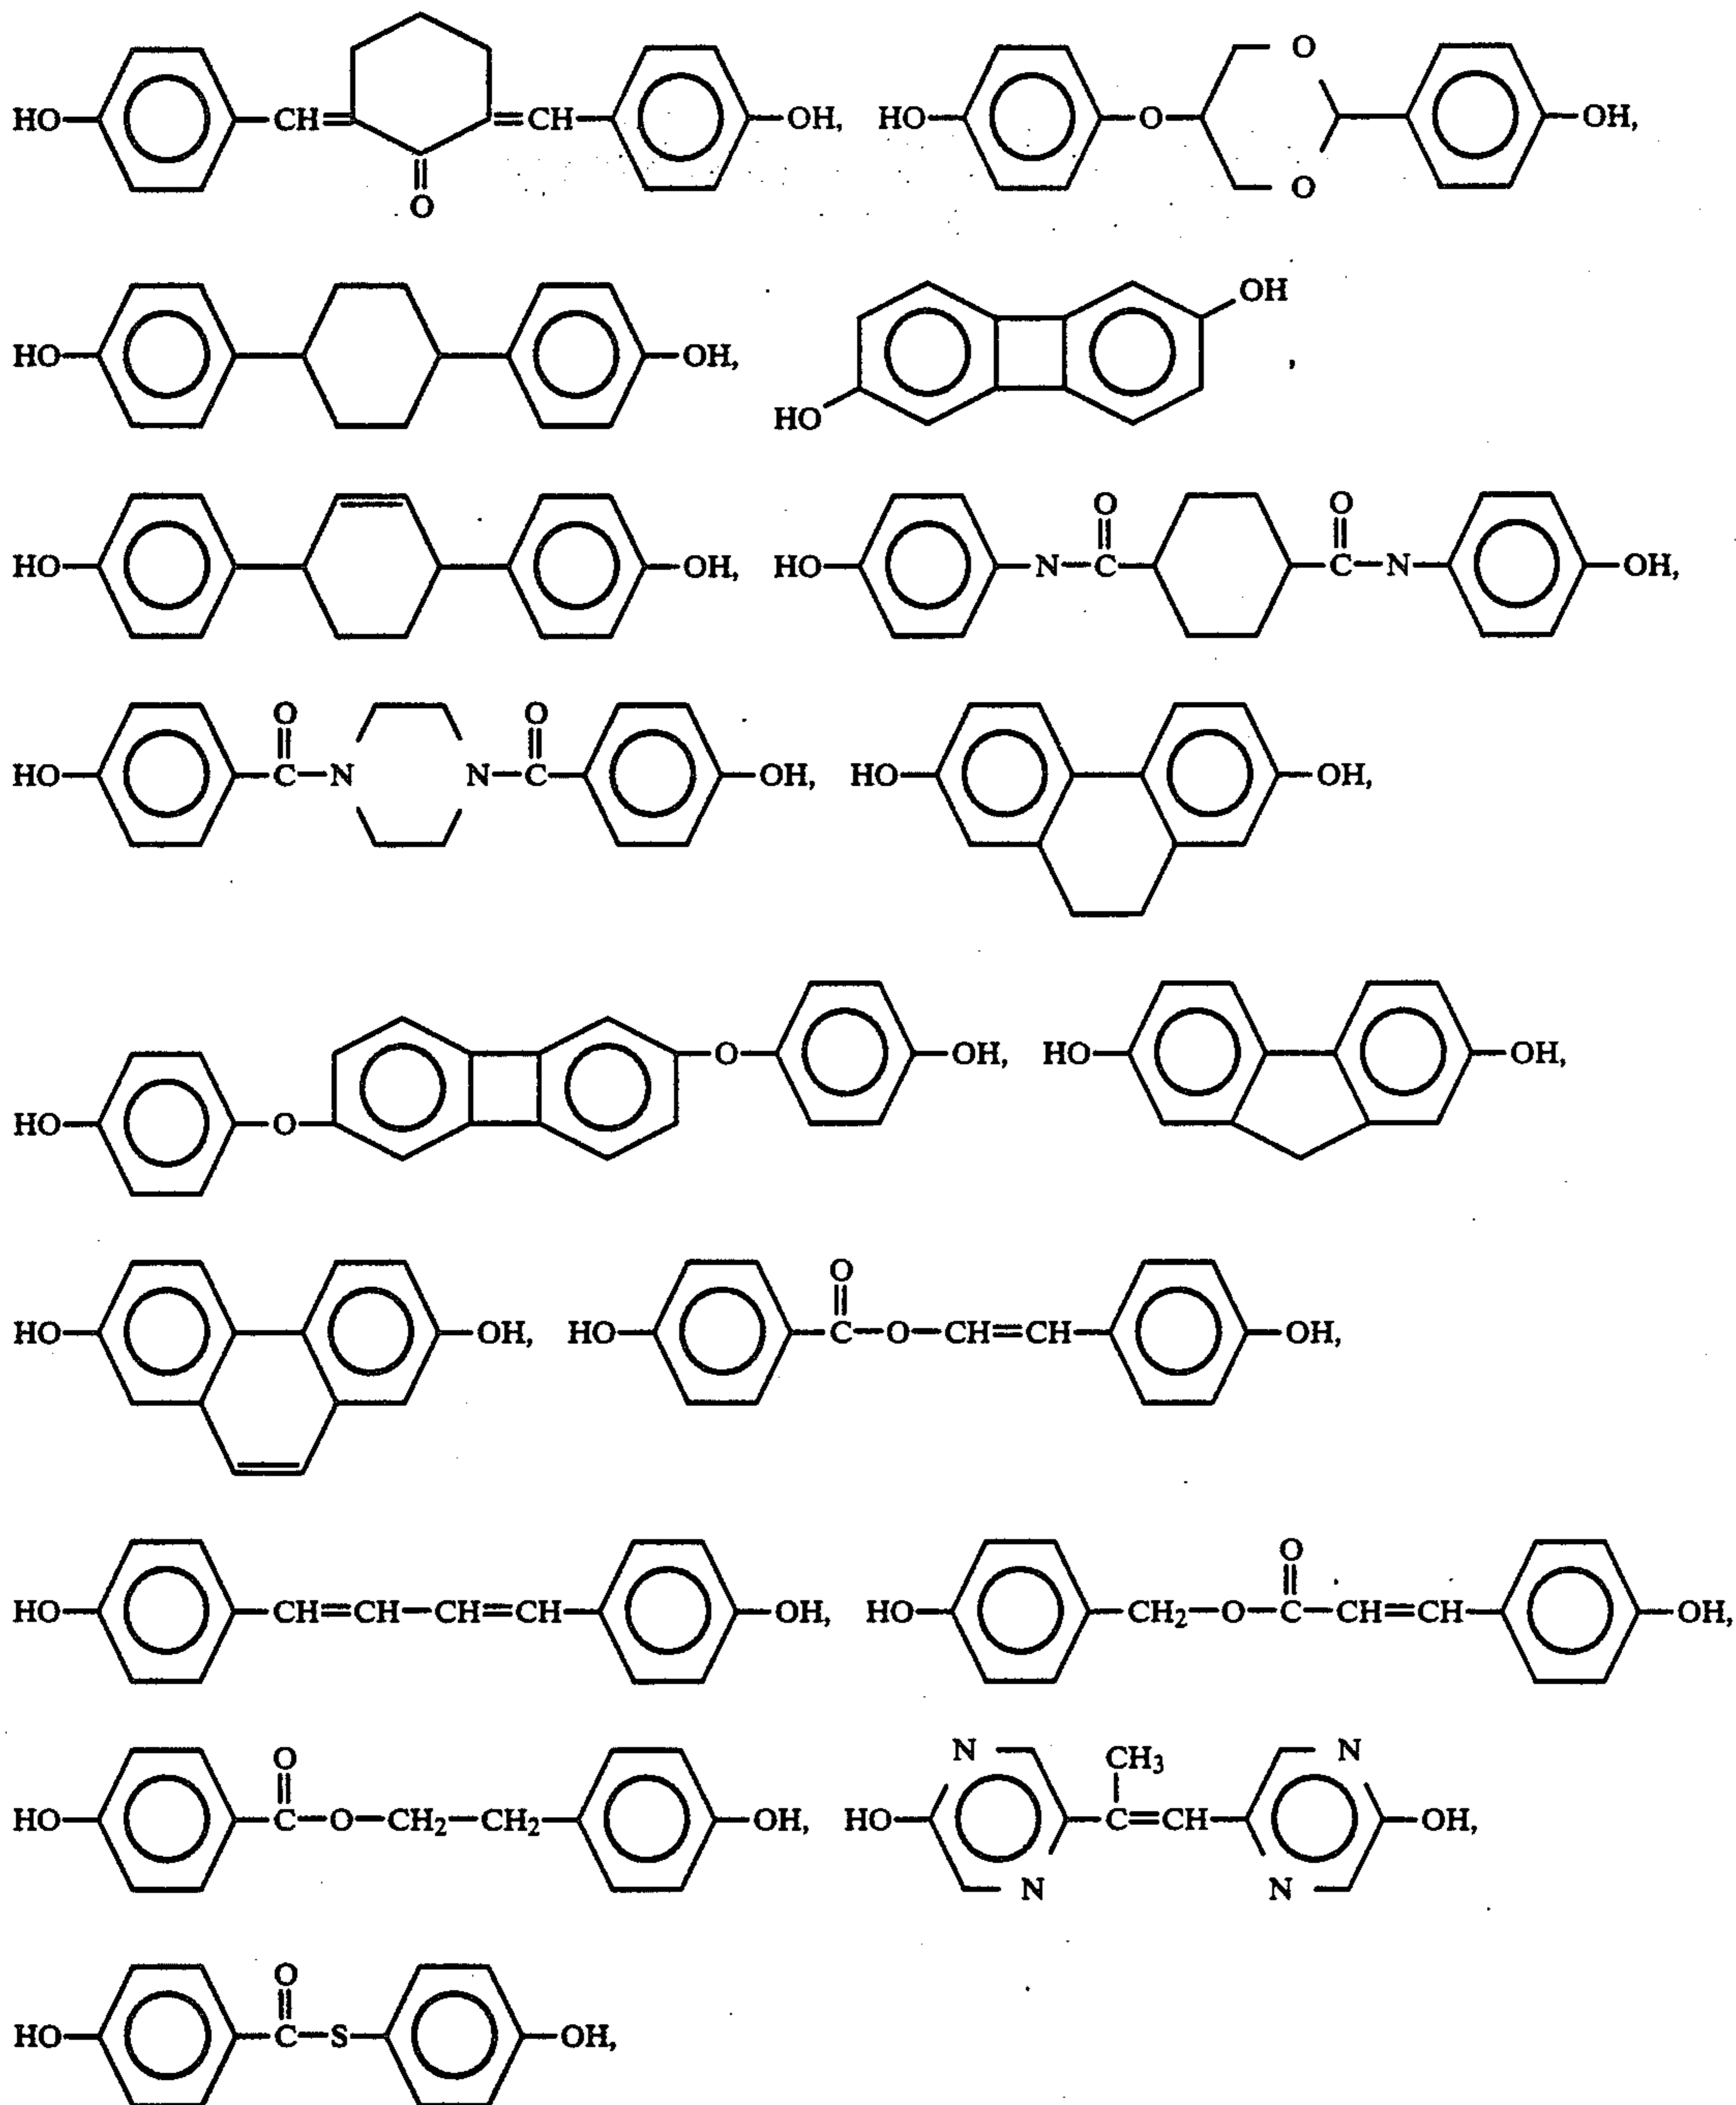 HO CH CH OH, HO O O O OH,
O
HO OH, OH HO ,
O O
HO OH, HO N C C N OH,
O O
HO C N N C OH, HO OH,
HO O O OH, HO OH,
O
HO OH, HO C O CH=CH OH,
O
HO CH=CH CH=CH OH, HO CH2 O C CH=CH OH,
O N CH3 N
HO C O CH2 CH2 OH, HO C=CH OH,
N N
O
HO C S OH,